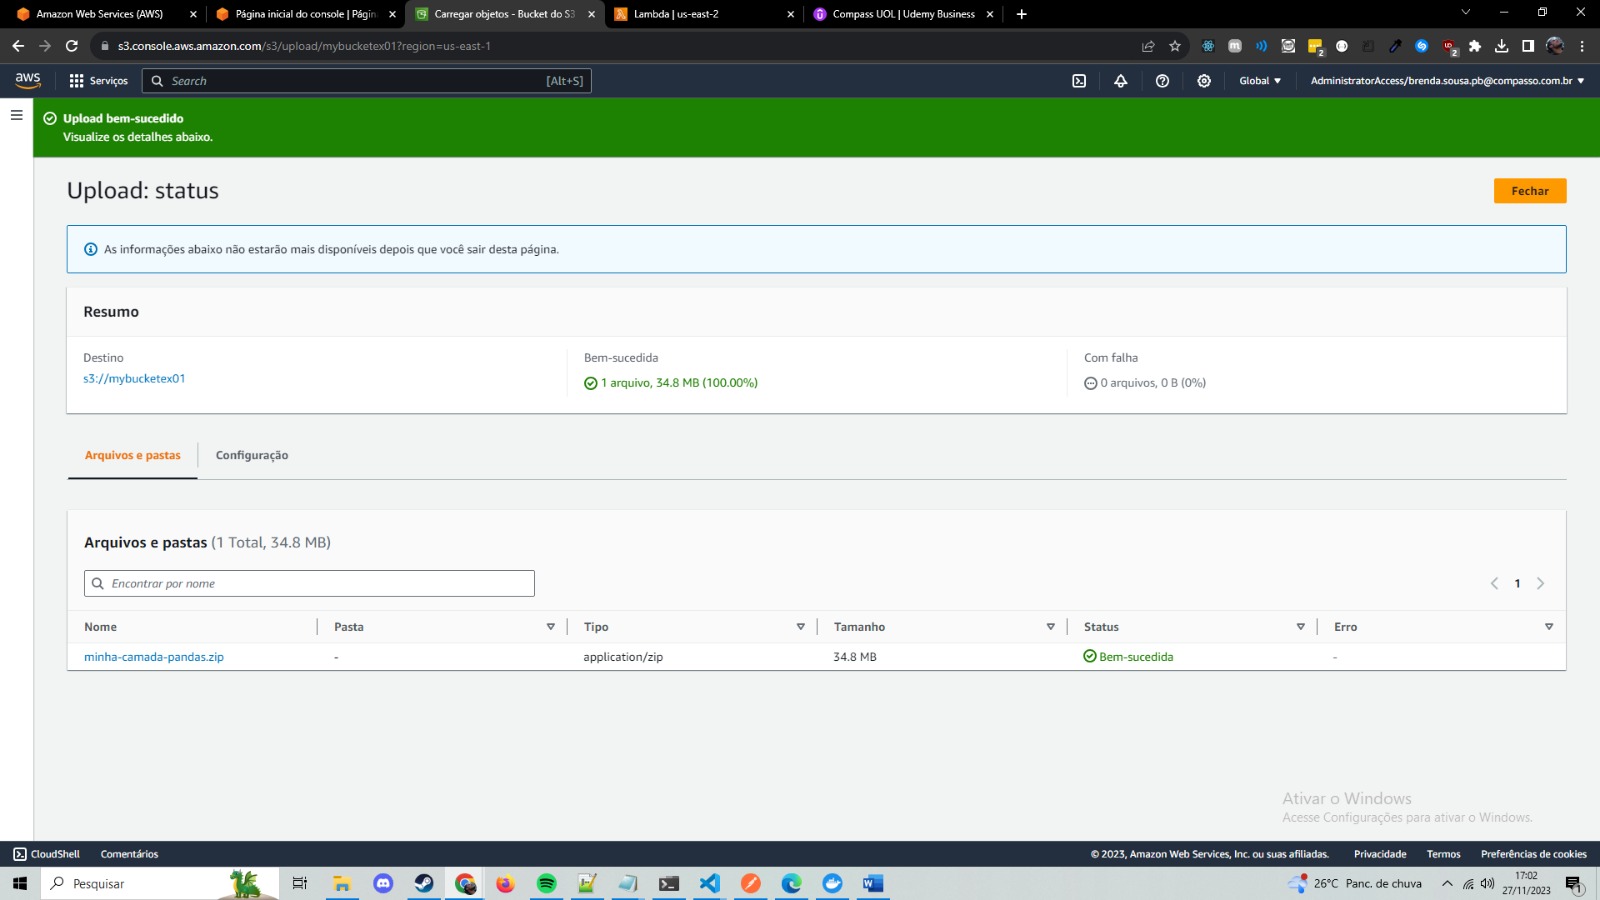 Amazon Web Services (AWS)
Página inicial do console | Págin
Carregar objetos - Bucket do S3
Lambda | us-east-2
Compass UOL | Udemy Business
s3.console.aws.amazon.com/s3/upload/mybucketex01?region=us-east-1
2
2
aws
Serviços
Search
[Alt+S]
Global
AdministratorAccess/brenda.sousa.pb@compasso.com.br
Upload bem-sucedido
Visualize os detalhes abaixo.
Upload: status
Fechar
As informações abaixo não estarão mais disponíveis depois que você sair desta página.
Resumo
Destino
s3://mybucketex01
Bem-sucedida
1 arquivo, 34.8 MB (100.00%)
Com falha
0 arquivos, 0 B (0%)
Arquivos e pastas
Configuração
Arquivos e pastas (1 Total, 34.8 MB)
Encontrar por nome
1
Nome
Pasta
Tipo
Tamanho
Status
Erro
minha-camada-pandas.zip
-
application/zip
34.8 MB
Bem-sucedida
-
Ativar o Windows
Acesse Configurações para ativar o Windows.
CloudShell
Comentários
© 2023, Amazon Web Services, Inc. ou suas afiliadas.
Privacidade
Termos
Preferências de cookies
Pesquisar
26°C Panc. de chuva
17:02
27/11/2023
1